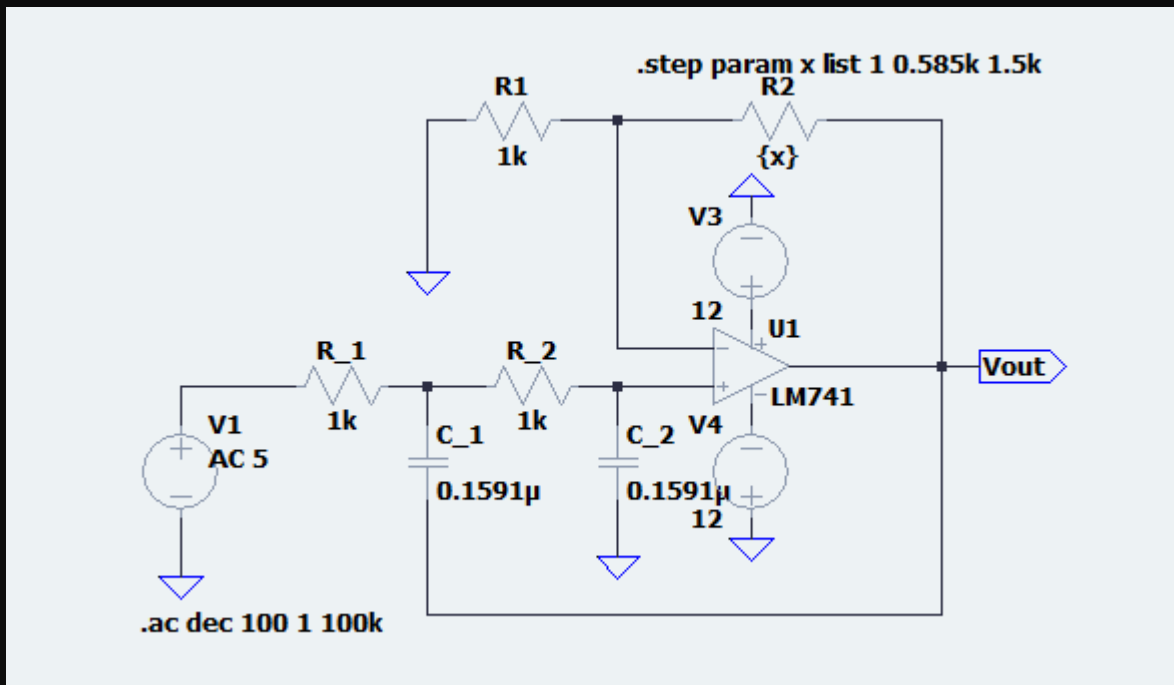 .step param x list 1 0.585k 1.5k
R1
R2
1k
{x}
V3
12
U1
R_1
R_2
Vout
1k
1k
LM741
V1
AC 5
C_1
C_2
V4
0.1591µ
0.1591µ
12
.ac dec 100 1 100k